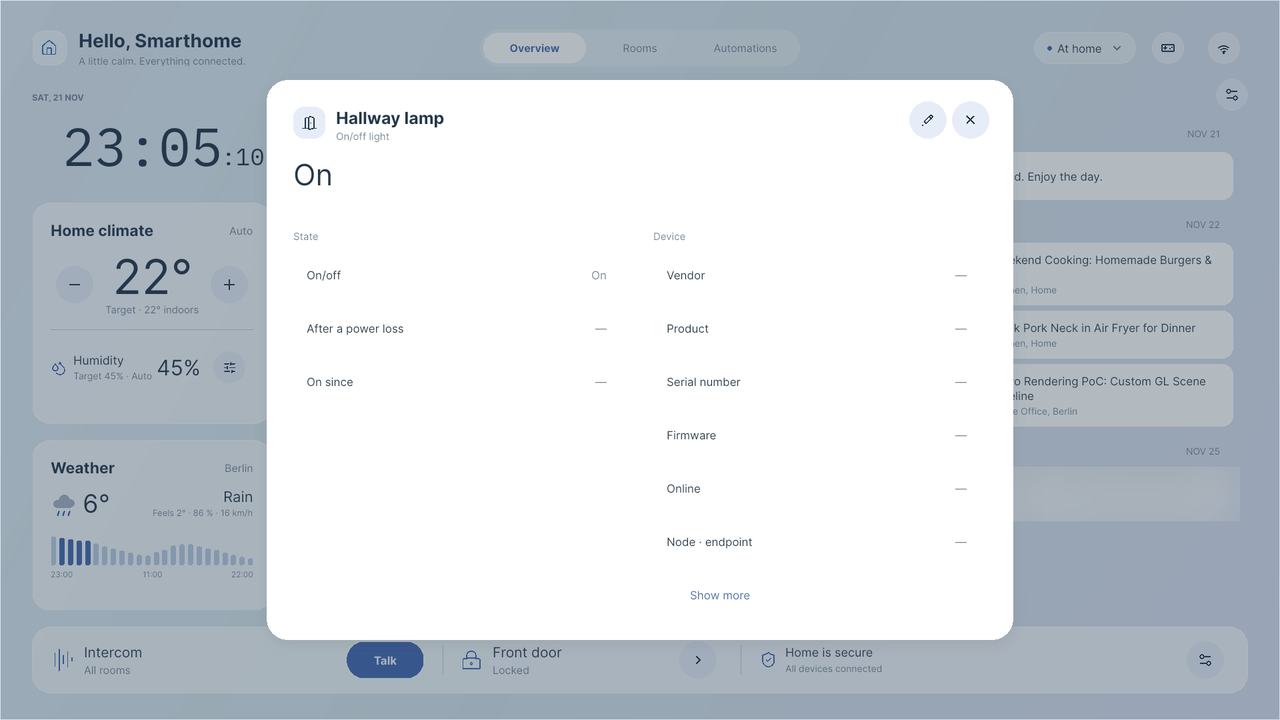 Hello, Smarthome
A little calm. Everything connected.
Overview
Rooms
Automations
At home
SAT, 21 NOV
23:05:10
Home climate
Auto
22°
Target · 22° indoors
Humidity
Target 45% · Auto
45%
Weather
Berlin
6°
Rain
Feels 2° · 86 % · 16 km/h
23:00
11:00
22:00
Hallway lamp
On/off light
On
State
On/off
On
After a power loss
—
On since
—
Device
Vendor
—
Product
—
Serial number
—
Firmware
—
Online
—
Node · endpoint
—
Show more
NOV 21
Enjoy the day.
NOV 22
Cooking: Homemade Burgers &
Home
Pork Neck in Air Fryer for Dinner
Home
Rendering PoC: Custom GL Scene
Office, Berlin
NOV 25
Intercom
All rooms
Talk
Front door
Locked
Home is secure
All devices connected